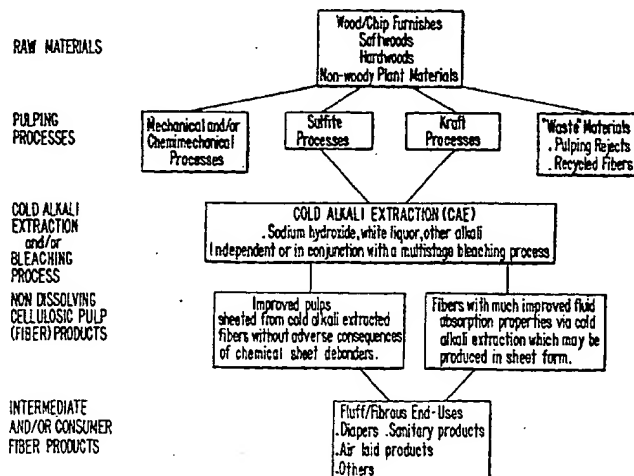 RAW MATERIALS
Wood/Chip Furnishes
Softwoods
Hardwoods
Non-woody Plant Materials
PULPING
PROCESSES
Mechanical and/or
Chemimechanical
Processes
Sulfite
Processes
Kraft
Processes
"Waste" Materials
. Pulping Rejects
. Recycled Fibers
COLD ALKALI
EXTRACTION
and/or
BLEACHING
PROCESS
COLD ALKALI EXTRACTION (CAE)
. Sodium hydroxide, white liquor, other alkali
Independent or in conjunction with a multistage bleaching process
NON DISSOLVING
CELLULOSIC PULP
(FIBER) PRODUCTS
Improved pulps
sheeted from cold alkali extracted
fibers without adverse consequences
of chemical sheet debonders.
Fibers with much improved fluid
absorption properties via cold
alkali extraction which may be
produced in sheet form.
INTERMEDIATE
AND/OR CONSUMER
FIBER PRODUCTS
Fluff/Fibrous End-Uses
. Diapers . Sanitary products
. Air laid products
. Others